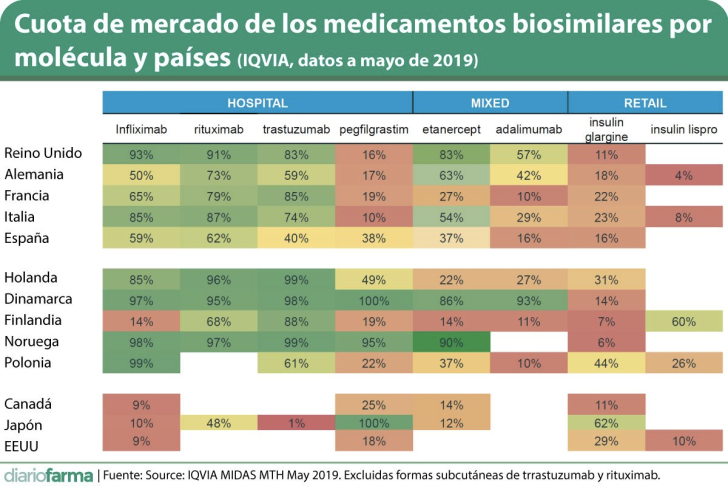 Cuota de mercado de los medicamentos biosimilares por
molécula y países (IQVIA, datos a mayo de 2019)
HOSPITAL MIXED RETAIL
Infliximab rituximab trastuzumab pegfilgrastim etanercept adalimumab insulin glargine insulin lispro
Reino Unido 93% 91% 83% 16% 83% 57% 11%
Alemania 50% 73% 59% 17% 63% 42% 18% 4%
Francia 65% 79% 85% 19% 27% 10% 22%
Italia 85% 87% 74% 10% 54% 29% 23% 8%
España 59% 62% 40% 38% 37% 16% 16%
Holanda 85% 96% 99% 49% 22% 27% 31%
Dinamarca 97% 95% 98% 100% 86% 93% 14%
Finlandia 14% 68% 88% 19% 14% 11% 7% 60%
Noruega 98% 97% 99% 95% 90% 6%
Polonia 99% 61% 22% 37% 10% 44% 26%
Canadá 9% 25% 14% 11%
Japón 10% 48% 1% 100% 12% 62%
EEUU 9% 18% 29% 10%
diariofarma | Fuente: Source: IQVIA MIDAS MTH May 2019. Excluidas formas subcutáneas de trrastuzumab y rituximab.